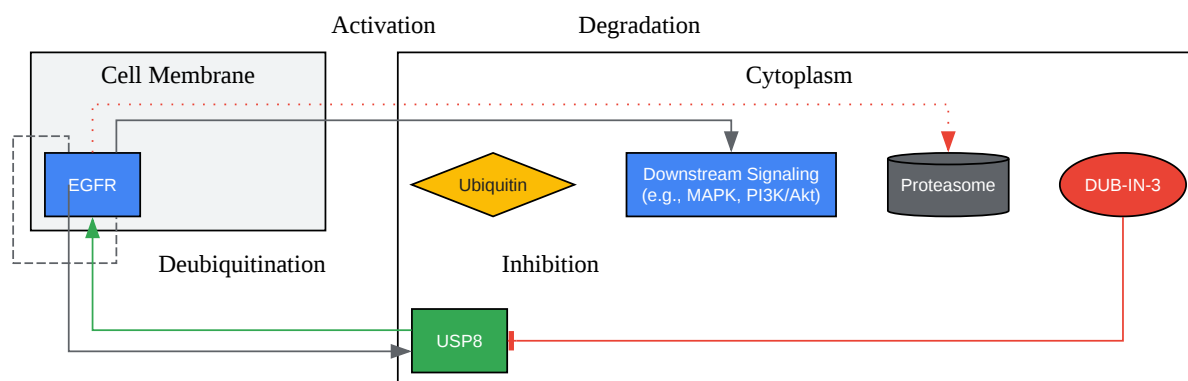 Activation
Degradation
Cell Membrane
Cytoplasm
EGFR
Ubiquitin
Downstream Signaling
(e.g., MAPK, PI3K/Akt)
Proteasome
DUB-IN-3
Deubiquitination
Inhibition
USP8